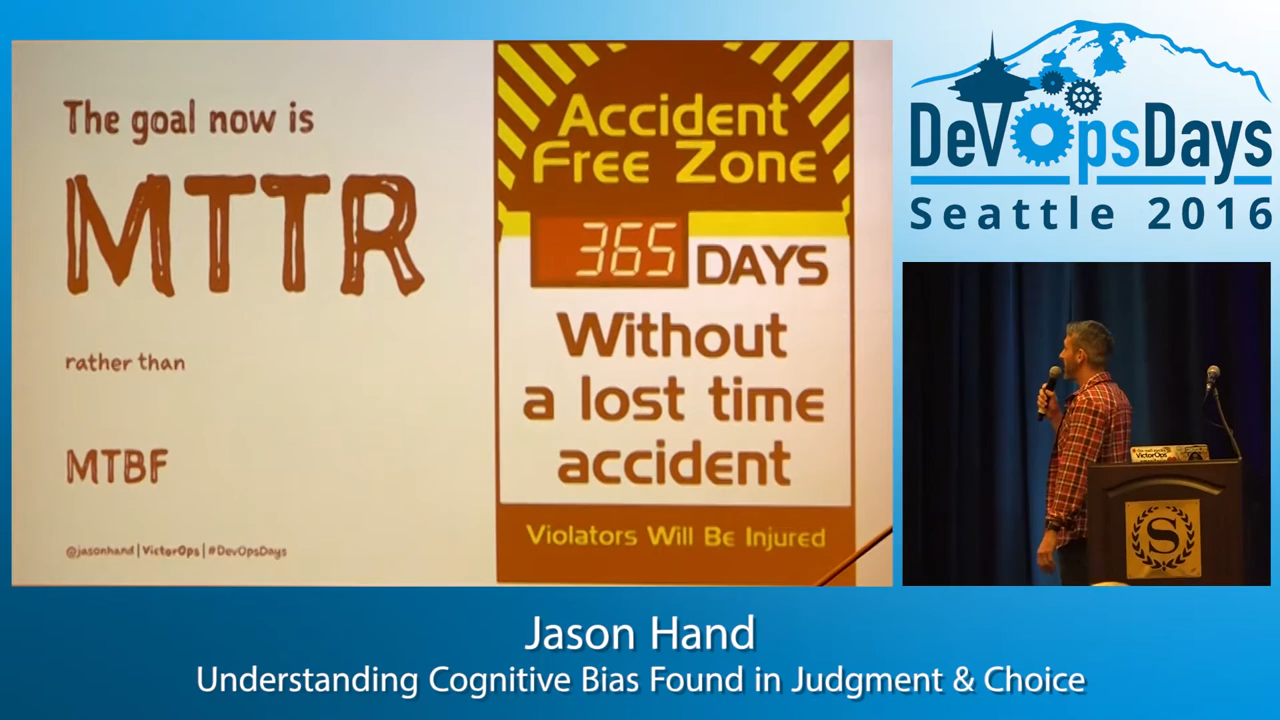 The goal now is
MTTR
rather than
MTBF
@jasonhand | VictorOps | #DevOpsDays
Accident
Free Zone
365 DAYS
Without
a lost time
accident
Violators Will Be Injured
DevOpsDays
Seattle 2016
VictorOps
S
Jason Hand
Understanding Cognitive Bias Found in Judgment & Choice